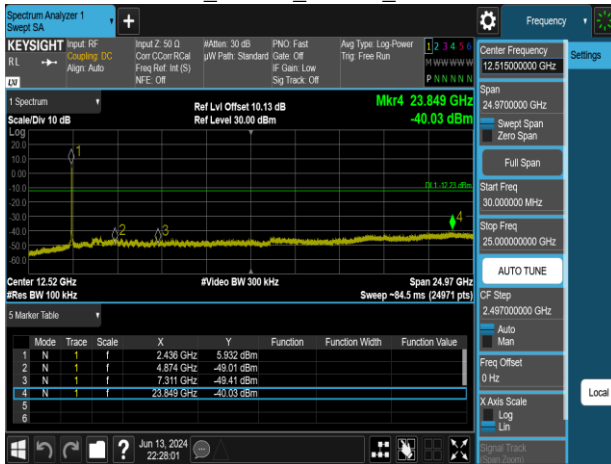 Spectrum Analyzer 1
Swept SA
Frequency
KEYSIGHT
RL
LXI
Input: RF
Coupling: DC
Align: Auto
Input Z: 50 Ω
Corr CCorr RCal
Freq Ref: Int (S)
NFE: Off
#Atten: 30 dB
µW Path: Standard
PNO: Fast
Gate: Off
IF Gain: Low
Sig Track: Off
Avg Type: Log-Power
Trig: Free Run
1 2 3 4 5 6
M W W W W W
P N N N N N
1 Spectrum
Scale/Div 10 dB
Ref Lvl Offset 10.13 dB
Ref Level 30.00 dBm
Mkr4 23.849 GHz
-40.03 dBm
Log
20.0
10.0
0.00
-10.0
-20.0
-30.0
-40.0
-50.0
-60.0
1
2
3
4
DL1 -12.23 dBm
Center 12.52 GHz
#Res BW 100 kHz
#Video BW 300 kHz
Span 24.97 GHz
Sweep ~84.5 ms (24971 pts)
5 Marker Table
Mode Trace Scale X Y Function Function Width Function Value
1 N 1 f 2.436 GHz 5.932 dBm
2 N 1 f 4.874 GHz -49.01 dBm
3 N 1 f 7.311 GHz -49.41 dBm
4 N 1 f 23.849 GHz -40.03 dBm
5
6
Jun 13, 2024
22:28:01
Center Frequency
12.515000000 GHz
Span
24.9700000 GHz
Swept Span
Zero Span
Full Span
Start Freq
30.000000 MHz
Stop Freq
25.000000000 GHz
AUTO TUNE
CF Step
2.497000000 GHz
Auto
Man
Freq Offset
0 Hz
X Axis Scale
Log
Lin
Signal Track
(Span Zoom)
Settings
Local